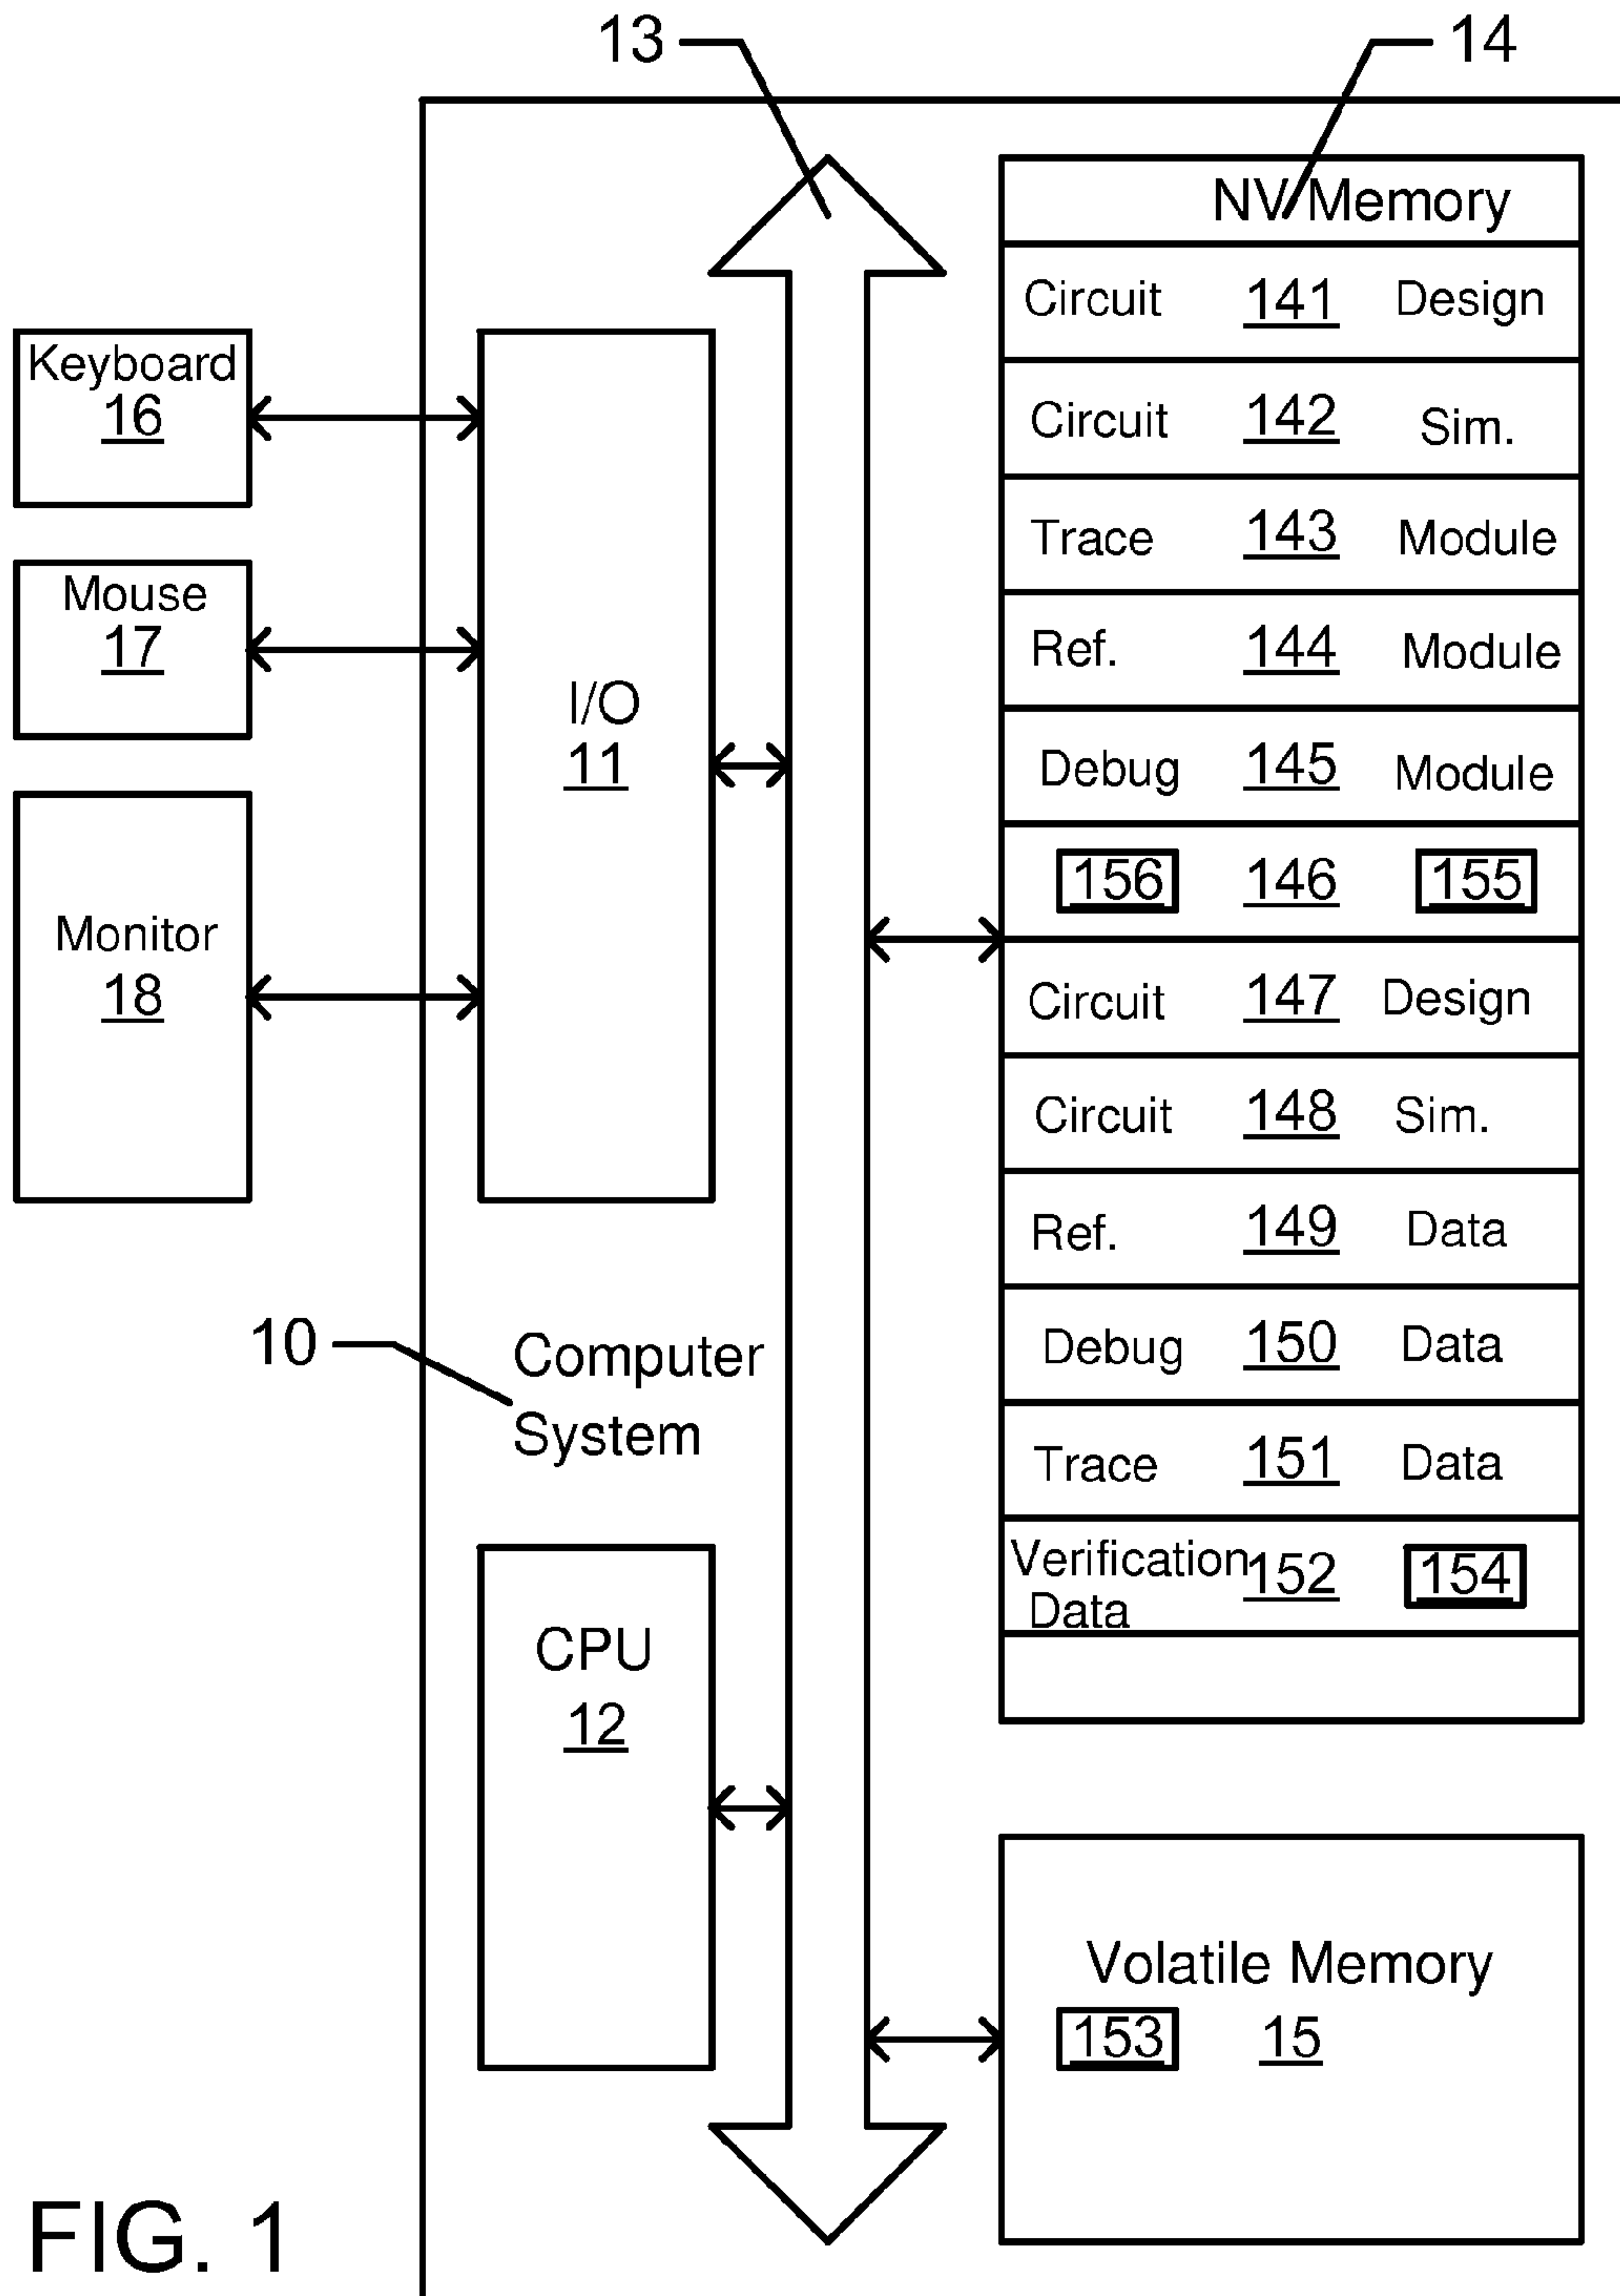 13
14
NV Memory
Circuit 141 Design
Circuit 142 Sim.
Trace 143 Module
Ref. 144 Module
Debug 145 Module
156 146 155
Circuit 147 Design
Circuit 148 Sim.
Ref. 149 Data
Debug 150 Data
Trace 151 Data
Verification 152 154
Data
Keyboard
16
Mouse
17
Monitor
18
I/O
11
10
Computer
System
CPU
12
Volatile Memory
153 15
FIG. 1